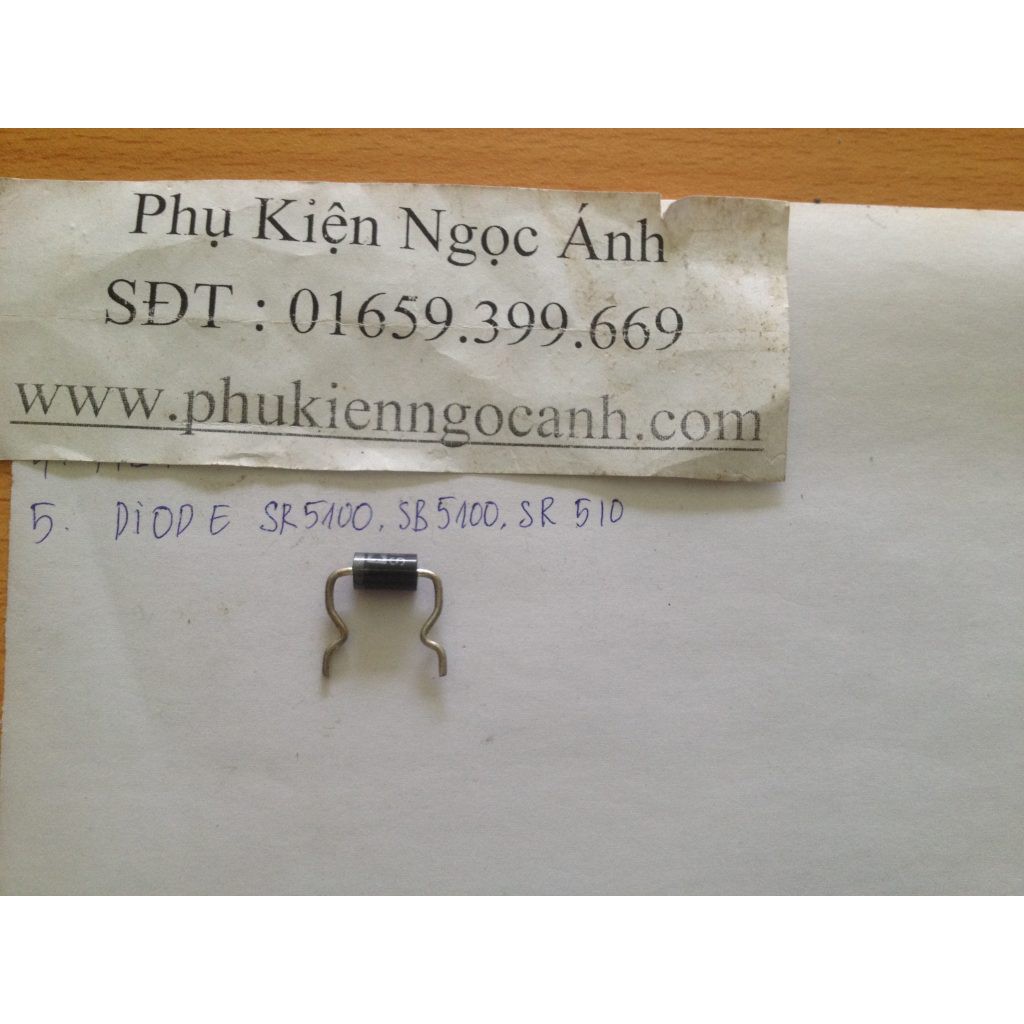 Phụ Kiện Ngọc Ánh
SĐT : 01659.399.669
www.phukienngocanh.com
5. DIODE SR5100, SB5100, SR 510